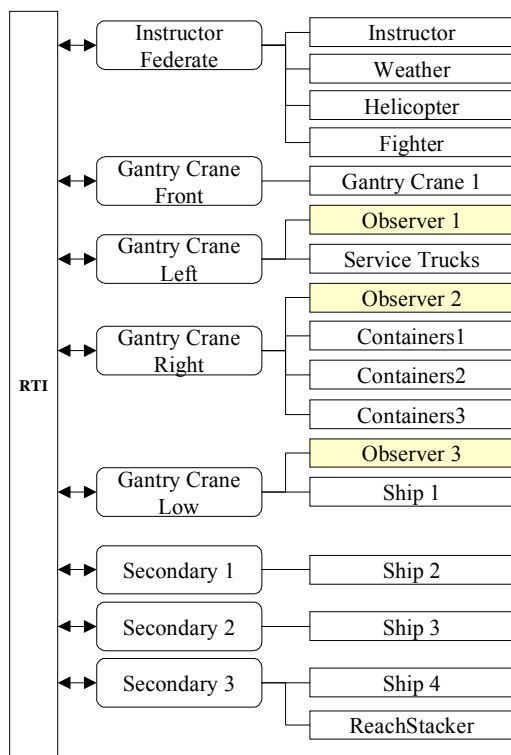 RTI
Instructor
Federate
Instructor
Weather
Helicopter
Fighter
Gantry Crane
Front
Gantry Crane 1
Gantry Crane
Left
Observer 1
Service Trucks
Gantry Crane
Right
Observer 2
Containers1
Containers2
Containers3
Gantry Crane
Low
Observer 3
Ship 1
Secondary 1
Ship 2
Secondary 2
Ship 3
Secondary 3
Ship 4
ReachStacker